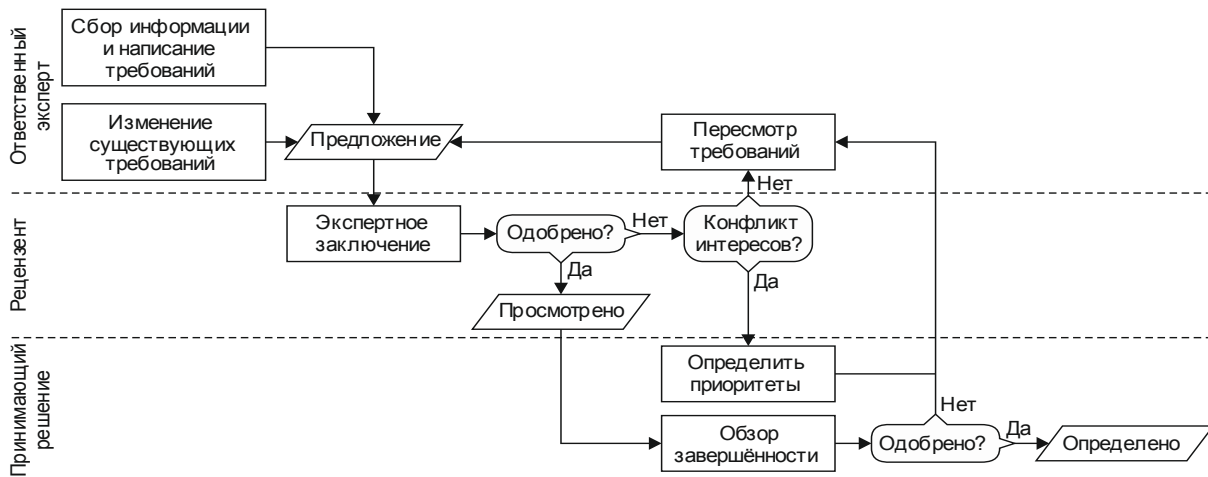 Ответственный
эксперт
Сбор информации
и написание
требований
Изменение
существующих
требований
Предложение
Пересмотр
требований
Нет
Рецензент
Экспертное
заключение
Одобрено?
Нет
Конфликт
интересов?
Да
Да
Просмотрено
Принимающий
решение
Определить
приоритеты
Нет
Обзор
завершённости
Одобрено?
Да
Определено